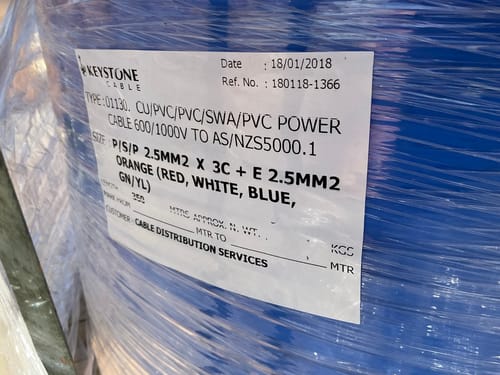 KEYSTONE
CABLE
Date : 18/01/2018
Ref. No. : 180118-1366
TYPE :01130. CU/PVC/PVC/SWA/PVC POWER
CABLE 600/1000V TO AS/NZS5000.1
SIZE : P/S/P 2.5MM2 X 3C + E 2.5MM2
ORANGE (RED, WHITE, BLUE,
GN/YL)
LENGTH 350 MTRS APPROX. N. WT. : KGS
MARK FROM MTR TO MTR
CUSTOMER : CABLE DISTRIBUTION SERVICES